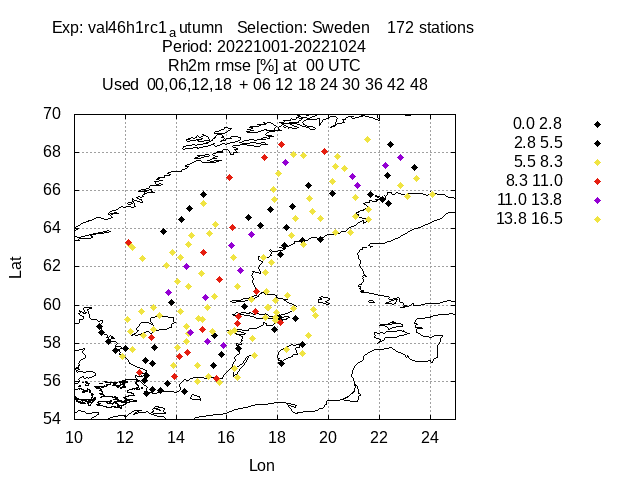 Exp: val46h1rc1autumn Selection: Sweden 172 stations
Period: 20221001-20221024
Rh2m rmse [%] at 00 UTC
Used 00,06,12,18 + 06 12 18 24 30 36 42 48
70
68
66
64
62
60
58
56
54
Lat
10 12 14 16 18 20 22 24
Lon
0.0 2.8
2.8 5.5
5.5 8.3
8.3 11.0
11.0 13.8
13.8 16.5